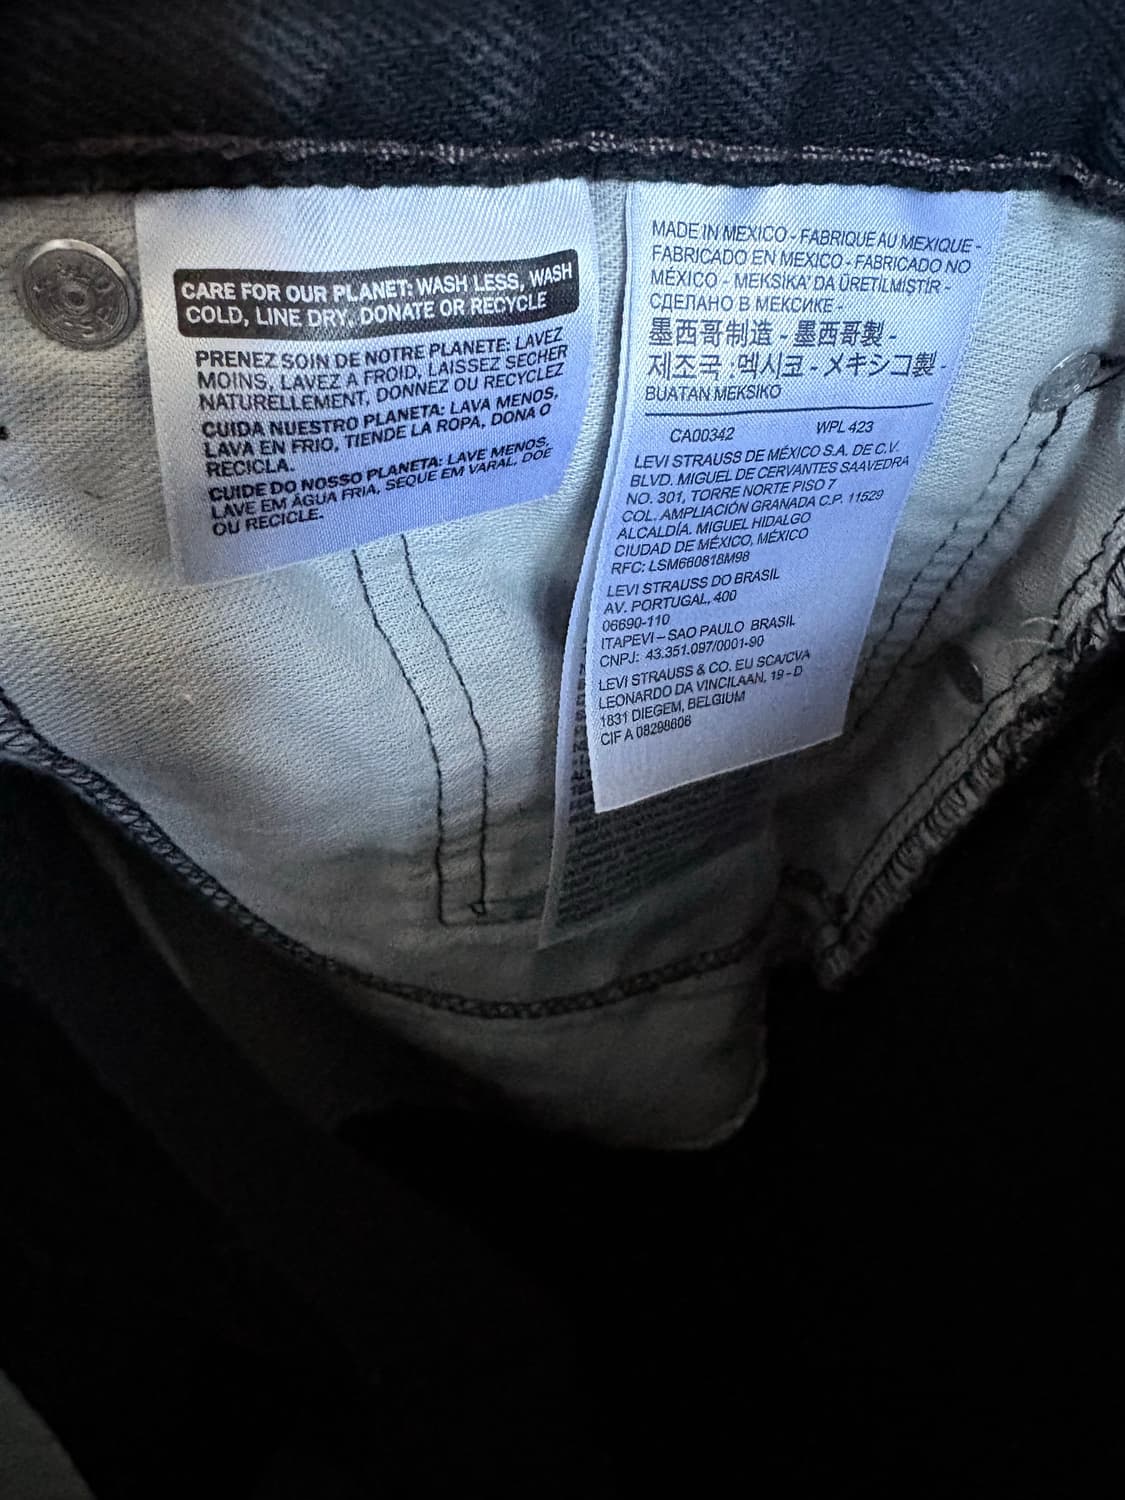 CARE FOR OUR PLANET: WASH LESS, WASH
COLD, LINE DRY, DONATE OR RECYCLE
PRENEZ SOIN DE NOTRE PLANETE: LAVEZ
MOINS, LAVEZ A FROID, LAISSEZ SECHER
NATURELLEMENT, DONNEZ OU RECYCLEZ
CUIDA NUESTRO PLANETA: LAVA MENOS,
LAVA EN FRIO, TIENDE LA ROPA, DONA O
RECICLA.
CUIDE DO NOSSO PLANETA: LAVE MENOS,
LAVE EM ÁGUA FRIA, SEQUE EM VARAL, DOE
OU RECICLE.
MADE IN MEXICO - FABRIQUE AU MEXIQUE -
FABRICADO EN MEXICO - FABRICADO NO
MÉXICO - MEKSIKA' DA ÜRETILMISTIR -
СДЕЛАНО В МЕКСИКЕ -
墨西哥制造 - 墨西哥製 -
제조국 :멕시코 - メキシコ製 -
BUATAN MEKSIKO
CA00342 WPL 423
LEVI STRAUSS DE MÉXICO S.A. DE C.V.
BLVD. MIGUEL DE CERVANTES SAAVEDRA
NO. 301, TORRE NORTE PISO 7
COL. AMPLIACIÓN GRANADA C.P. 11529
ALCALDÍA. MIGUEL HIDALGO
CIUDAD DE MÉXICO, MÉXICO
RFC: LSM660818M98
LEVI STRAUSS DO BRASIL
AV. PORTUGAL, 400
06690-110
ITAPEVI – SAO PAULO BRASIL
CNPJ: 43.351.097/0001-90
LEVI STRAUSS & CO. EU SCA/CVA
LEONARDO DA VINCILAAN, 19 - D
1831 DIEGEM, BELGIUM
CIF A 08298606